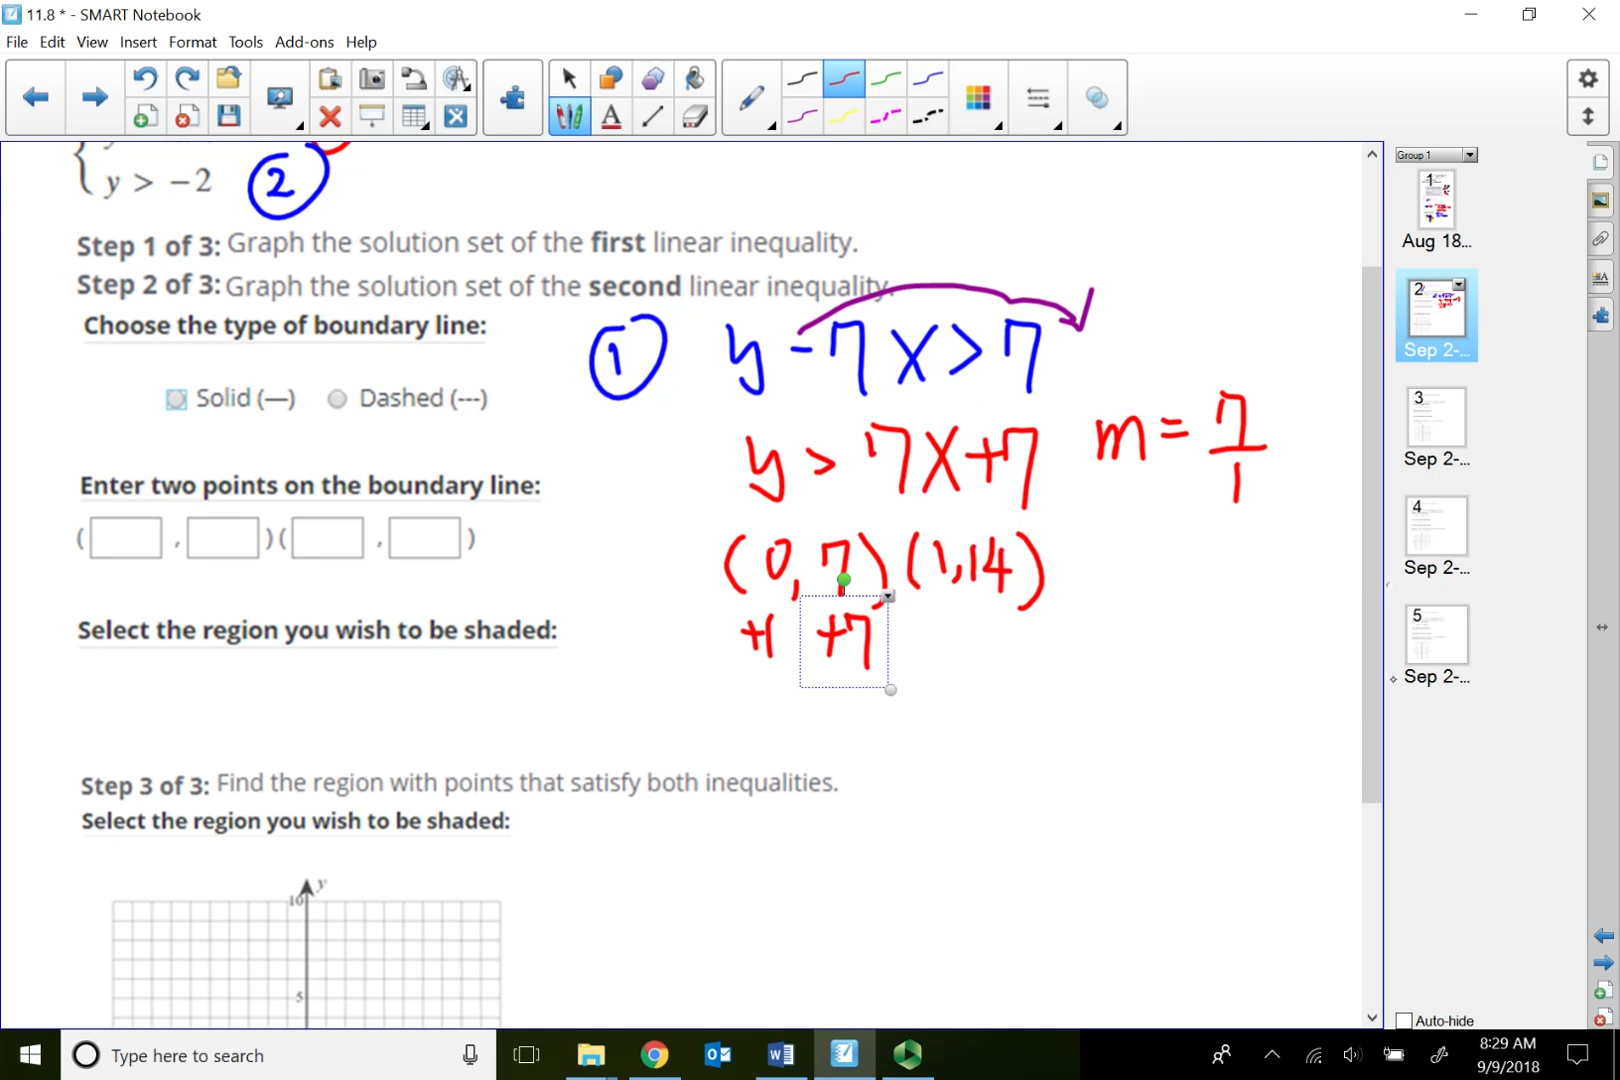 11.8 * - SMART Notebook
File Edit View Insert Format Tools Add-ons Help
y > −2 2
Step 1 of 3: Graph the solution set of the first linear inequality.
Step 2 of 3: Graph the solution set of the second linear inequality.
Choose the type of boundary line:
Solid (—) Dashed (---)
Enter two points on the boundary line:
( , ) ( , )
Select the region you wish to be shaded:
1 y - 7x > 7
y > 7x + 7 m = 7/1
(0, 7) (1, 14)
+1 +7
Step 3 of 3: Find the region with points that satisfy both inequalities.
Select the region you wish to be shaded:
y
10
5
Group 1
1
Aug 18...
2
Sep 2-...
3
Sep 2-...
4
Sep 2-...
5
Sep 2-...
Auto-hide
Type here to search
8:29 AM
9/9/2018